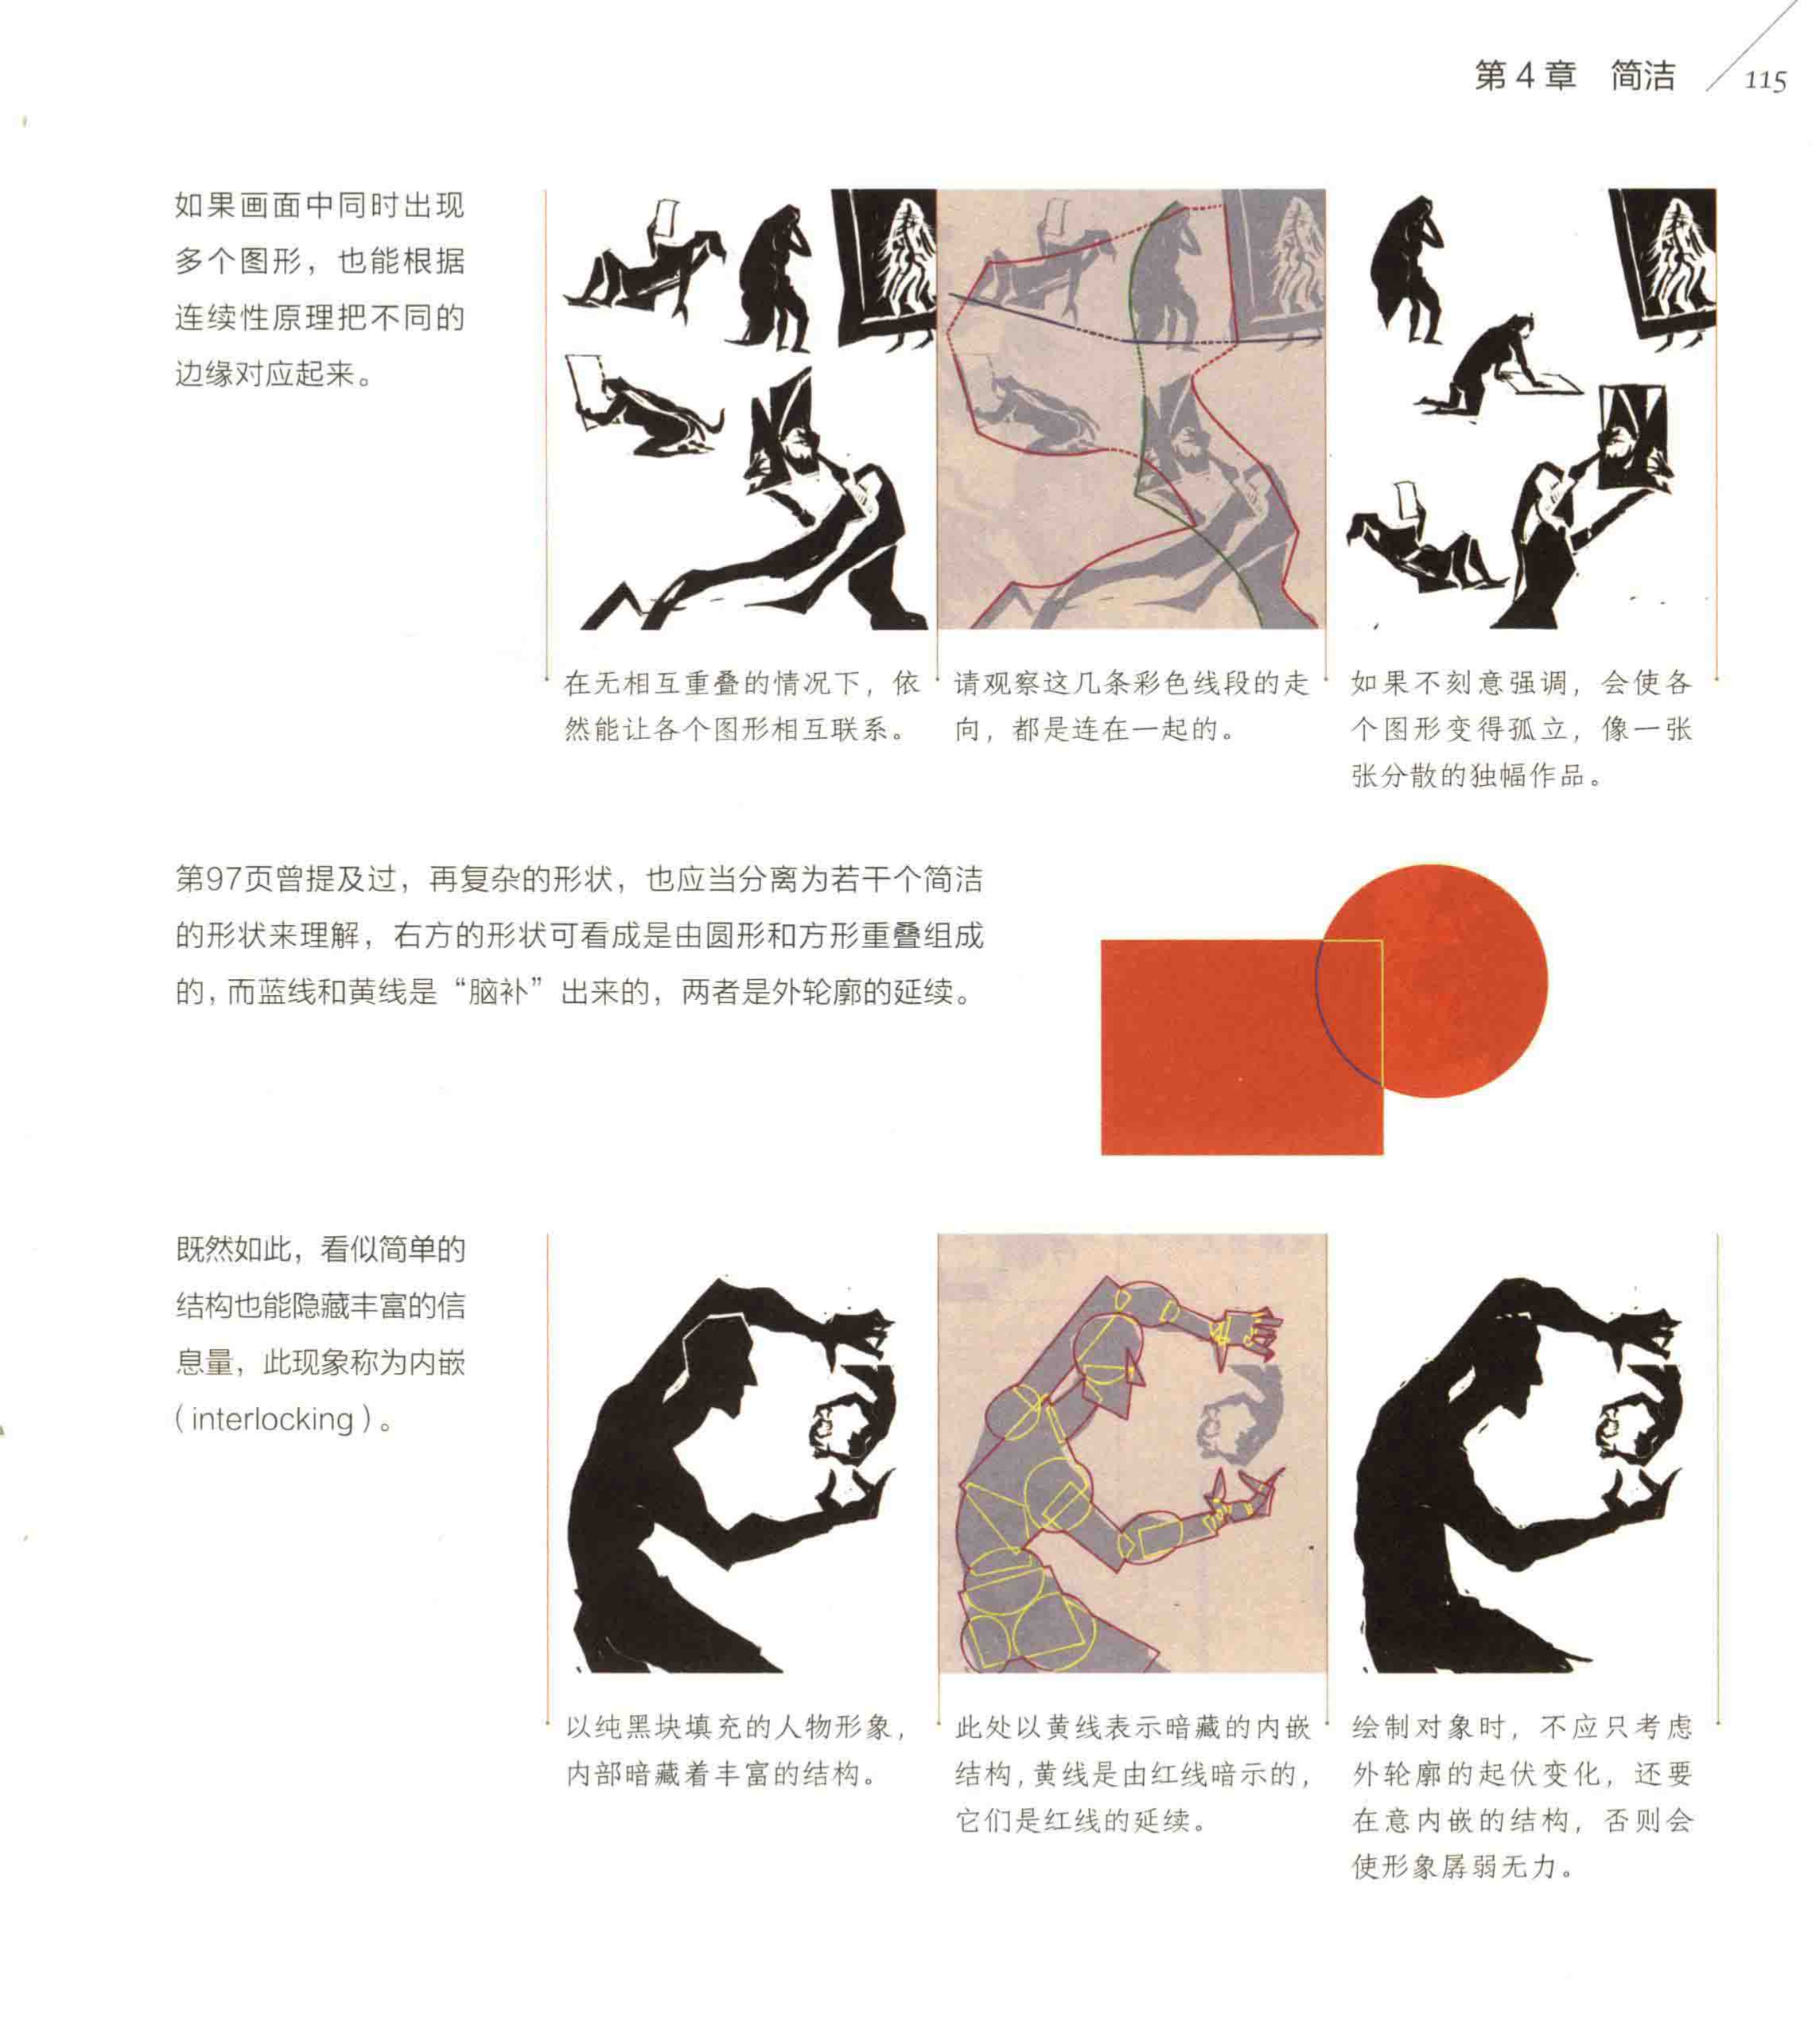 第4章 简洁 115
如果画面中同时出现
多个图形，也能根据
连续性原理把不同的
边缘对应起来。
在无相互重叠的情况下，依
然能让各个图形相互联系。
请观察这几条彩色线段的走
向，都是连在一起的。
如果不刻意强调，会使各
个图形变得孤立，像一张
张分散的独幅作品。
第97页曾提及过，再复杂的形状，也应当分离为若干个简洁
的形状来理解，右方的形状可看成是由圆形和方形重叠组成
的，而蓝线和黄线是“脑补”出来的，两者是外轮廓的延续。
既然如此，看似简单的
结构也能隐藏丰富的信
息量，此现象称为内嵌
（interlocking）。
以纯黑块填充的人物形象，
内部暗藏着丰富的结构。
此处以黄线表示暗藏的内嵌
结构，黄线是由红线暗示的，
它们是红线的延续。
绘制对象时，不应只考虑
外轮廓的起伏变化，还要
在意内嵌的结构，否则会
使形象孱弱无力。